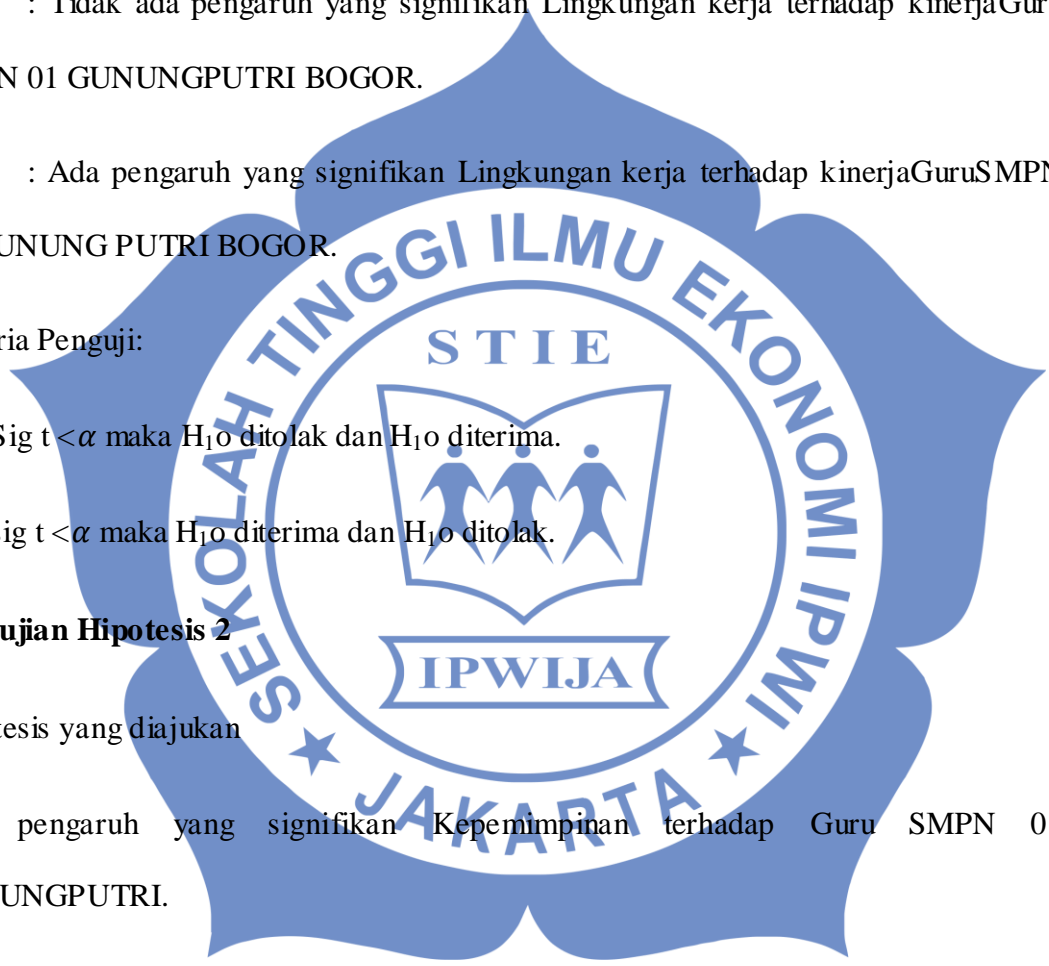 : Tidak ada pengaruh yang signifikan Lingkungan kerja terhadap kinerjaGur
N 01 GUNUNGPUTRI BOGOR.
: Ada pengaruh yang signifikan Lingkungan kerja terhadap kinerjaGuruSMPN
UNUNG PUTRI BOGOR.
ria Penguji:
Sig t <α maka H₁o ditolak dan H₁o diterima.
ig t <α maka H₁o diterima dan H₁o ditolak.
ujian Hipotesis 2
tesis yang diajukan
pengaruh yang signifikan Kepemimpinan terhadap Guru SMPN 0
UNGPUTRI.
SEKOLAH TINGGI ILMU EKONOMI IPWI
STIE
IPWIJA
★ JAKARTA ★